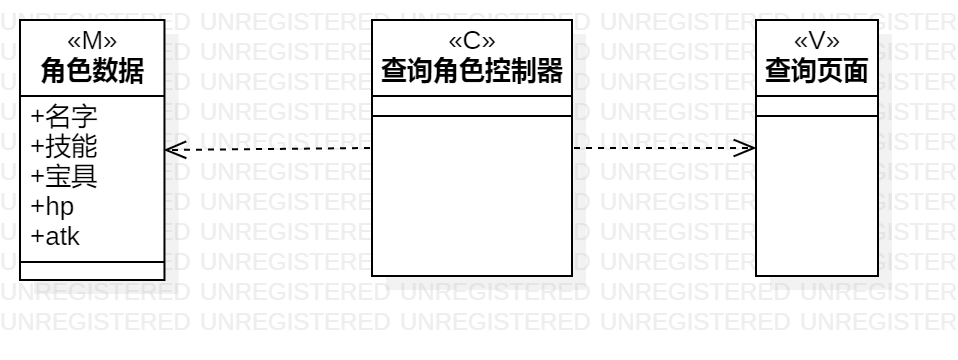 «M»
角色数据
+名字
+技能
+宝具
+hp
+atk
«C»
查询角色控制器
«V»
查询页面
UNREGISTERED UNREGISTERED UNREGISTERED UNREGISTERED UNREGISTERED